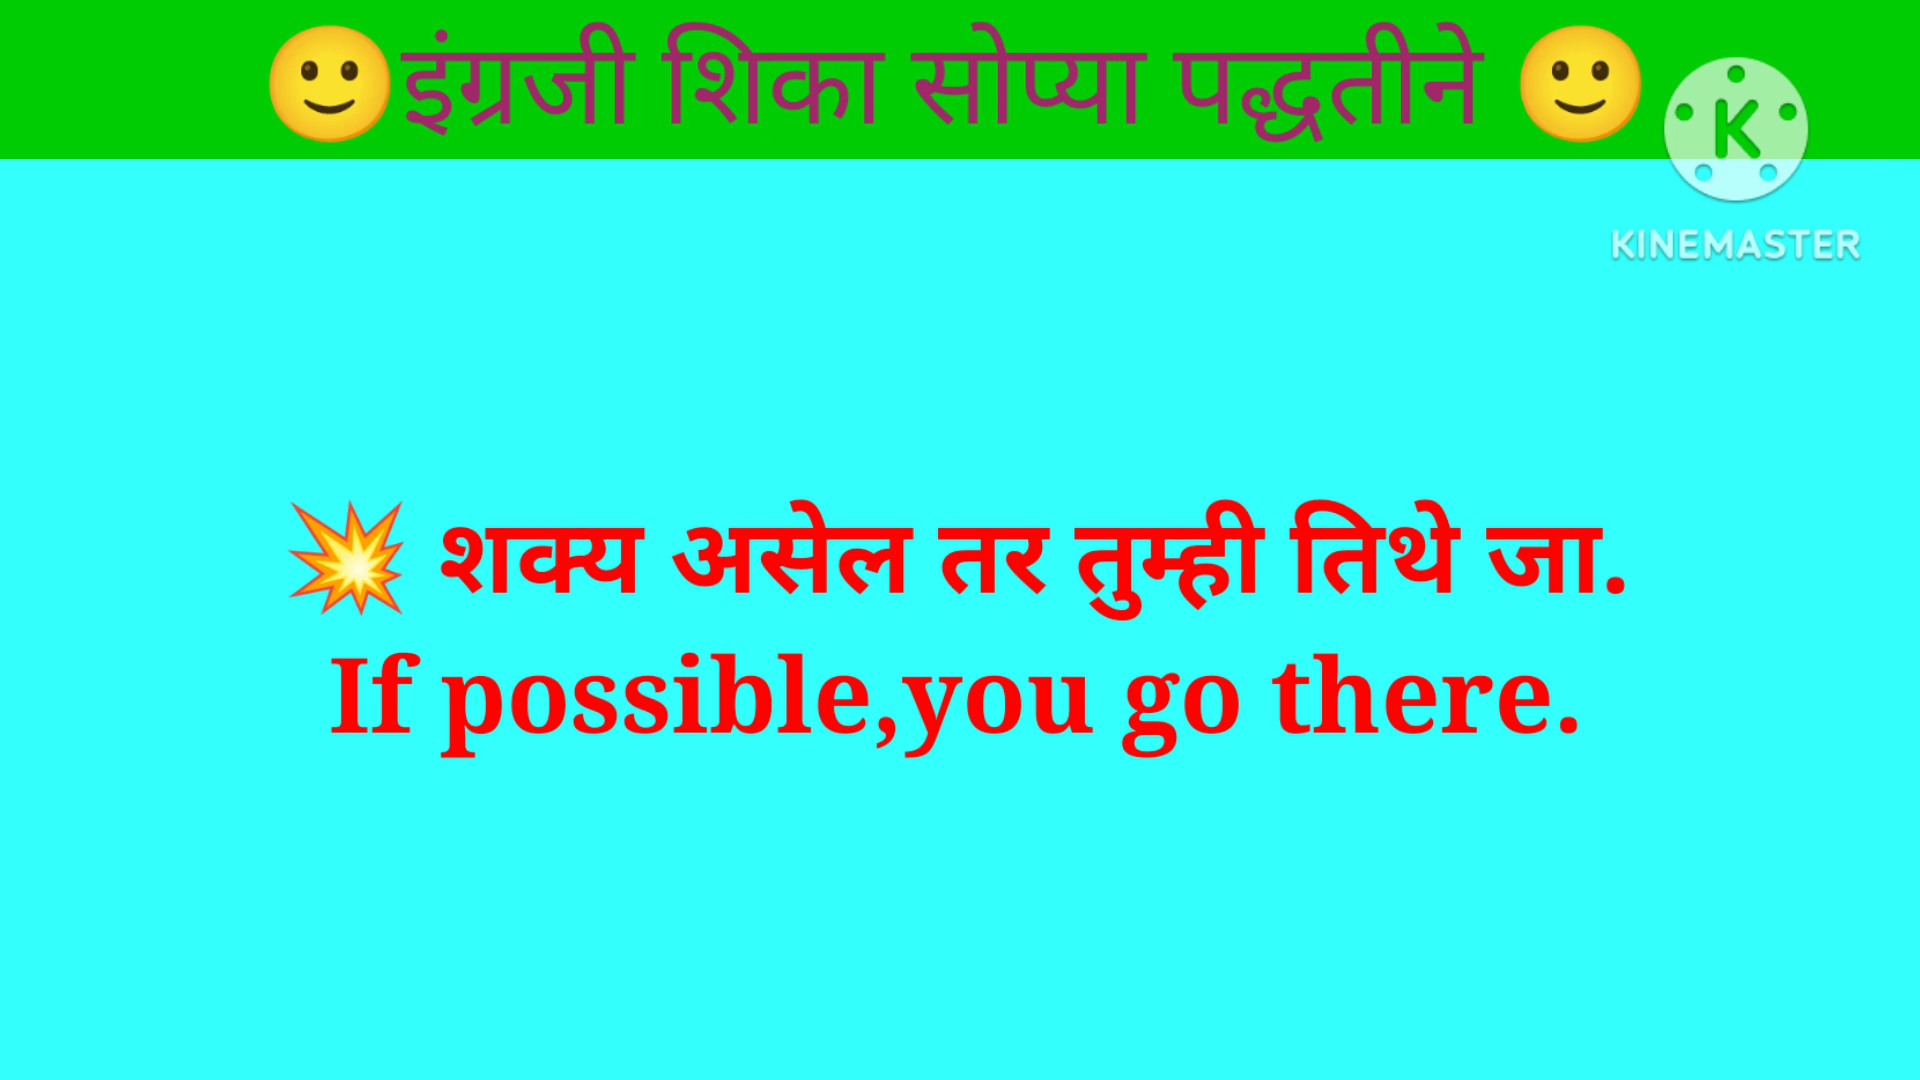 🙂इंग्रजी शिका सोप्या पद्धतीने 🙂
K
KINEMASTER
💥 शक्य असेल तर तुम्ही तिथे जा.
If possible,you go there.